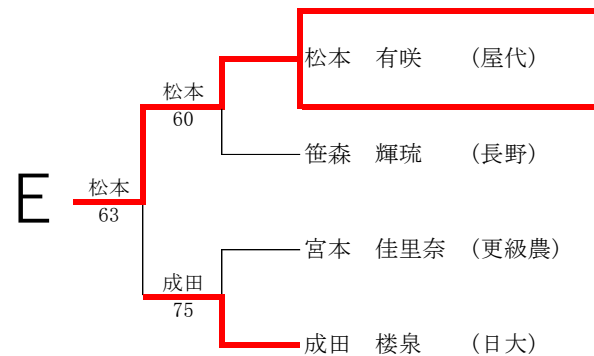 松本 有咲 (屋代)
松本
60
笹森 輝琉 (長野)
E
松本
63
宮本 佳里奈 (更級農)
成田
75
成田 楼泉 (日大)